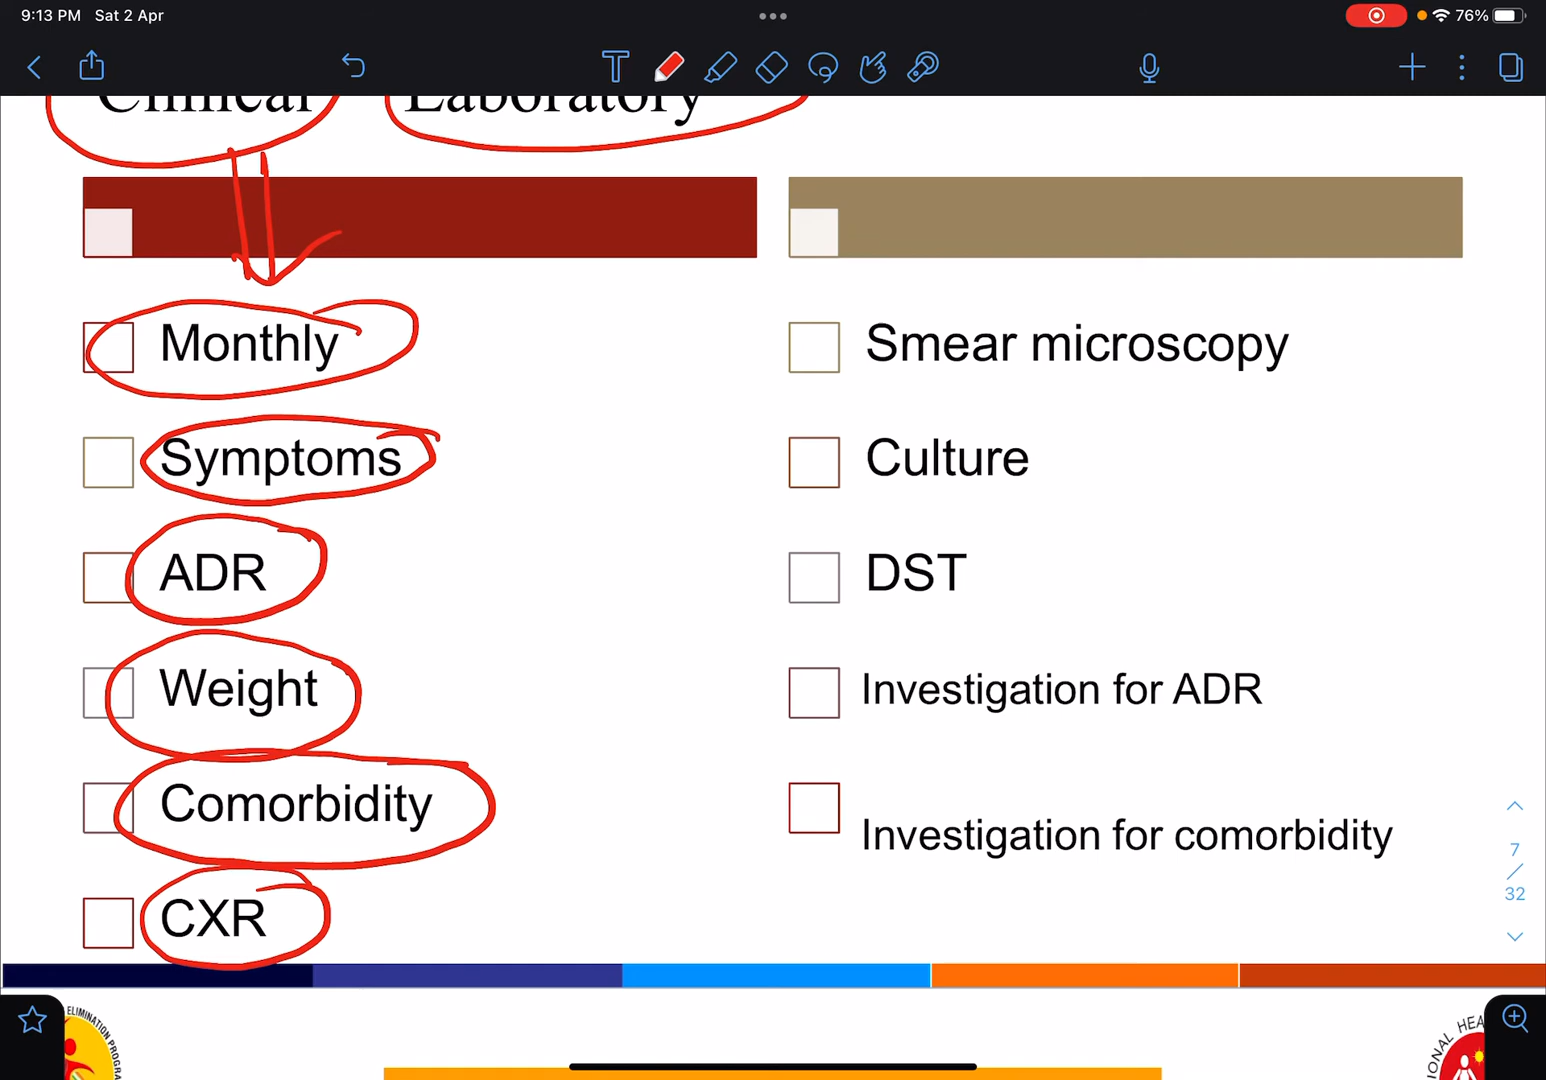 9:13 PM Sat 2 Apr
76%
Clinical Laboratory
Monthly
Symptoms
ADR
Weight
Comorbidity
CXR
Smear microscopy
Culture
DST
Investigation for ADR
Investigation for comorbidity
7
/
32
ELIMINATION